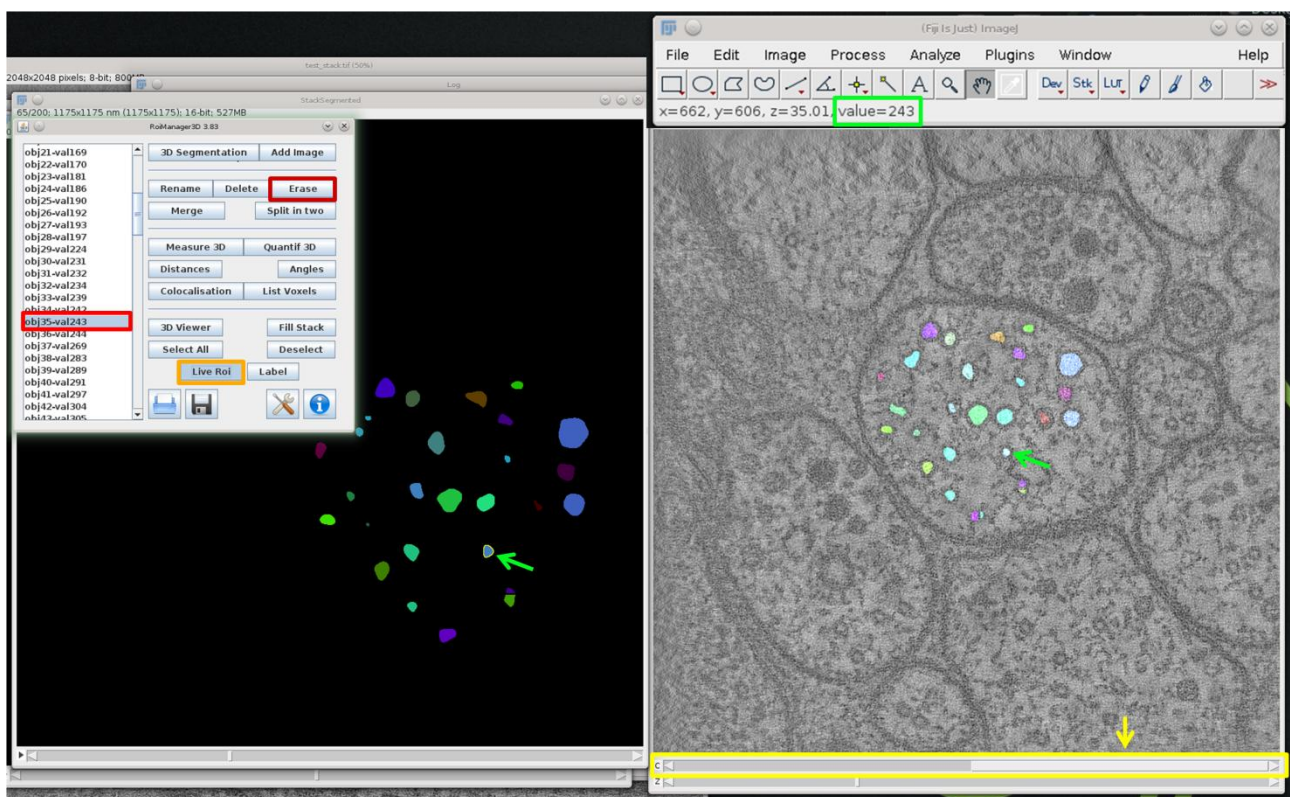 test_stack.tif (50%)
2048x2048 pixels; 8-bit; 800MB
Log
StackSegmented
65/200; 1175x1175 nm (1175x1175); 16-bit; 527MB
RoiManager3D 3.83
obj21-val169
obj22-val170
obj23-val181
obj24-val186
obj25-val190
obj26-val192
obj27-val193
obj28-val197
obj29-val224
obj30-val231
obj31-val232
obj32-val234
obj33-val239
obj34-val242
obj35-val243
obj36-val244
obj37-val269
obj38-val283
obj39-val289
obj40-val291
obj41-val297
obj42-val304
obj43-val305
3D Segmentation Add Image
Rename Delete Erase
Merge Split in two
Measure 3D Quantif 3D
Distances Angles
Colocalisation List Voxels
3D Viewer Fill Stack
Select All Deselect
Live Roi Label
(Fiji Is Just) ImageJ
File Edit Image Process Analyze Plugins Window Help
A Dev Stk LUT >>
x=662, y=606, z=35.01, value=243
c
z